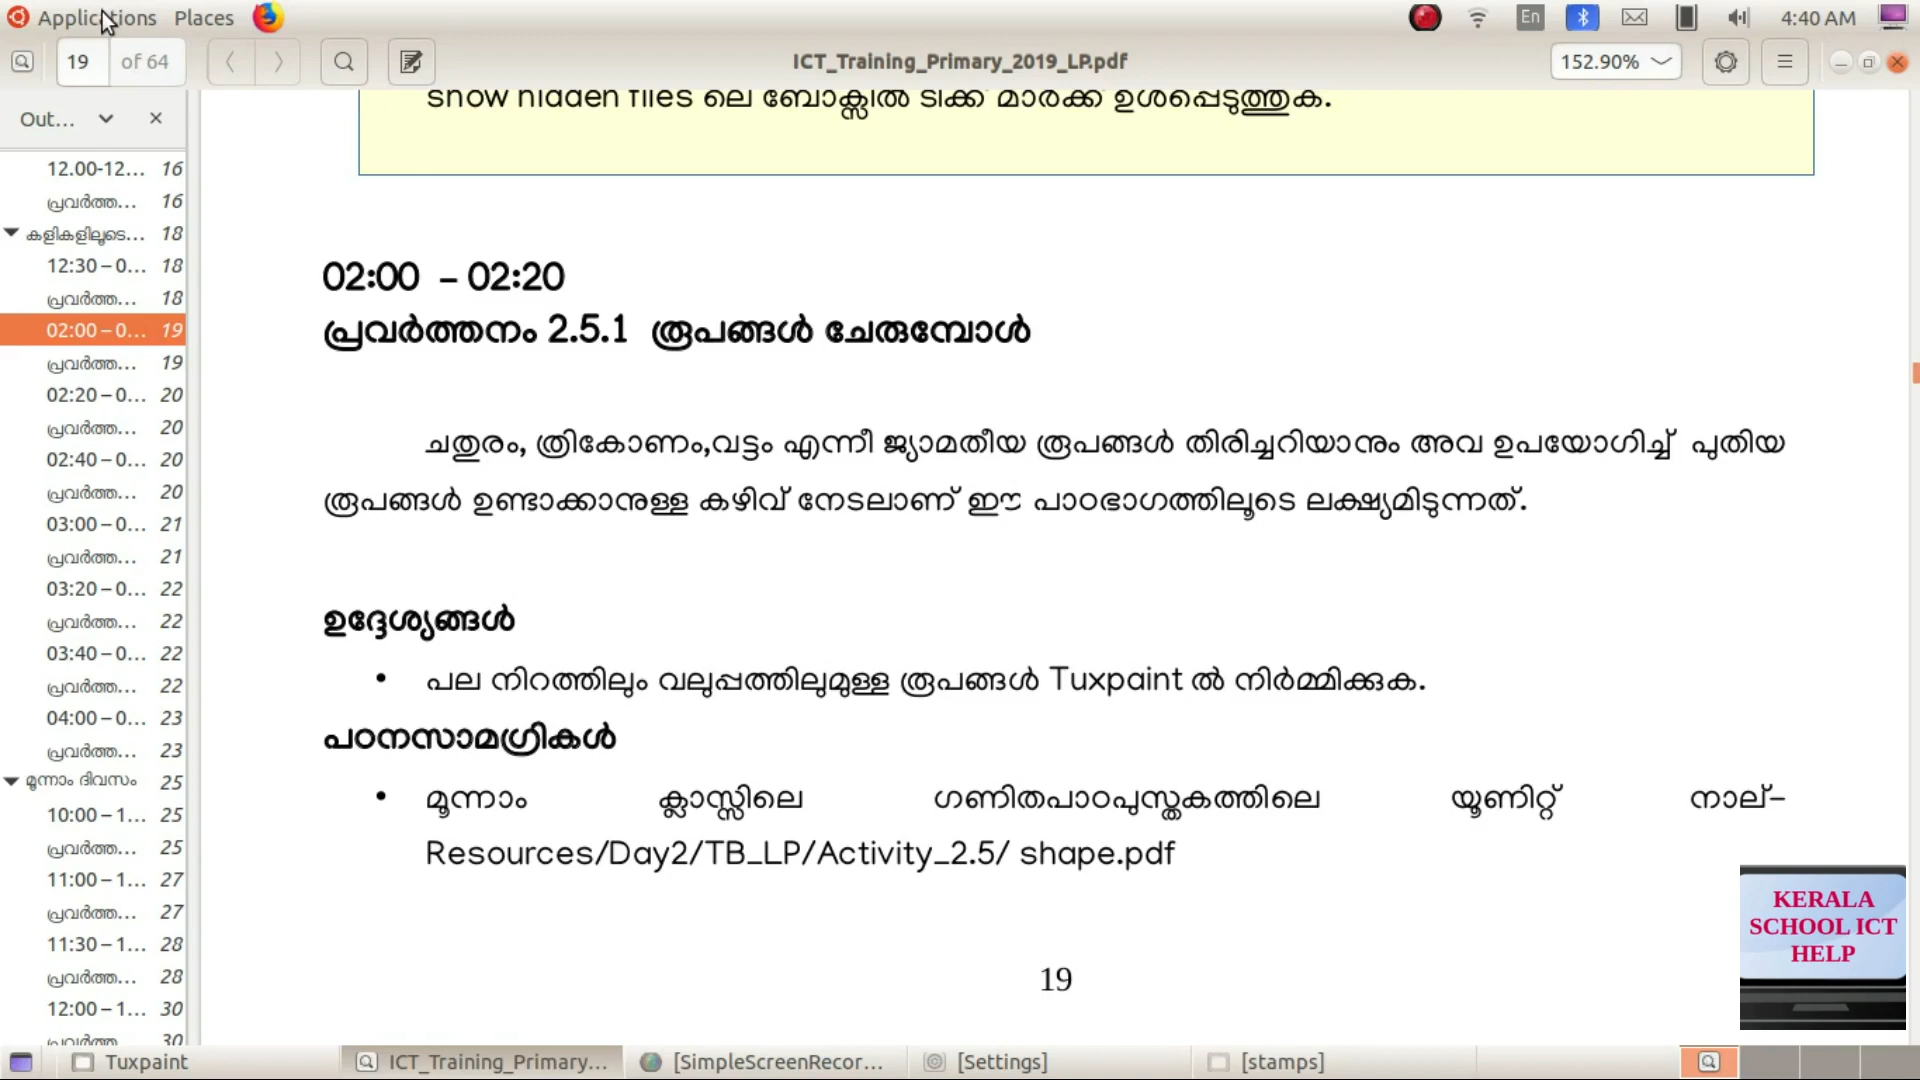 Applications Places En 4:40 AM
19 of 64 ICT_Training_Primary_2019_LP.pdf 152.90%
Out...
12.00-12... 16
പ്രവർത്ത... 16
കളികളിലൂടെ... 18
12:30 – 0... 18
പ്രവർത്ത... 18
02:00 – 0... 19
പ്രവർത്ത... 19
02:20 – 0... 20
പ്രവർത്ത... 20
02:40 – 0... 20
പ്രവർത്ത... 20
03:00 – 0... 21
പ്രവർത്ത... 21
03:20 – 0... 22
പ്രവർത്ത... 22
03:40 – 0... 22
പ്രവർത്ത... 22
04:00 – 0... 23
പ്രവർത്ത... 23
മൂന്നാം ദിവസം 25
10:00 – 1... 25
പ്രവർത്ത... 25
11:00 – 1... 27
പ്രവർത്ത... 27
11:30 – 1... 28
പ്രവർത്ത... 28
12:00 – 1... 30
പ്രവർത്ത... 30
show hidden files ലെ ബോക്സിൽ ടിക്ക് മാർക്ക് ഉൾപ്പെടുത്തുക.
02:00 – 02:20
പ്രവർത്തനം 2.5.1 രൂപങ്ങൾ ചേരുമ്പോൾ
ചതുരം, ത്രികോണം,വട്ടം എന്നീ ജ്യാമതീയ രൂപങ്ങൾ തിരിച്ചറിയാനും അവ ഉപയോഗിച്ച് പുതിയ
രൂപങ്ങൾ ഉണ്ടാക്കാനുള്ള കഴിവ് നേടലാണ് ഈ പാഠഭാഗത്തിലൂടെ ലക്ഷ്യമിടുന്നത്.
ഉദ്ദേശ്യങ്ങൾ
• പല നിറത്തിലും വലുപ്പത്തിലുമുള്ള രൂപങ്ങൾ Tuxpaint ൽ നിർമ്മിക്കുക.
പഠനസാമഗ്രികൾ
• മൂന്നാം ക്ലാസ്സിലെ ഗണിതപാഠപുസ്തകത്തിലെ യൂണിറ്റ് നാല്–
Resources/Day2/TB_LP/Activity_2.5/ shape.pdf
19
KERALA
SCHOOL ICT
HELP
Tuxpaint ICT_Training_Primary... [SimpleScreenRecor... [Settings] [stamps]